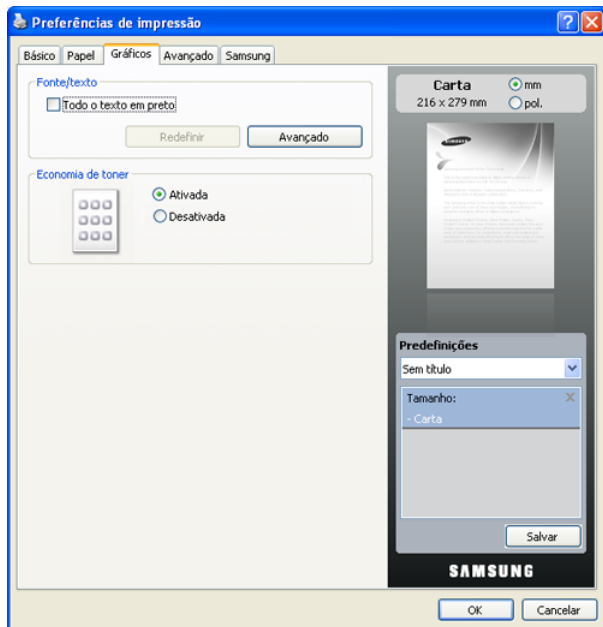 Preferências de impressão
Básico Papel Gráficos Avançado Samsung
Fonte/texto
Todo o texto em preto
Redefinir Avançado
Economia de toner
Ativada
Desativada
Carta
216 x 279 mm
mm
pol.
SAMSUNG
Predefinições
Sem título
Tamanho:
- Carta
Salvar
SAMSUNG
OK Cancelar